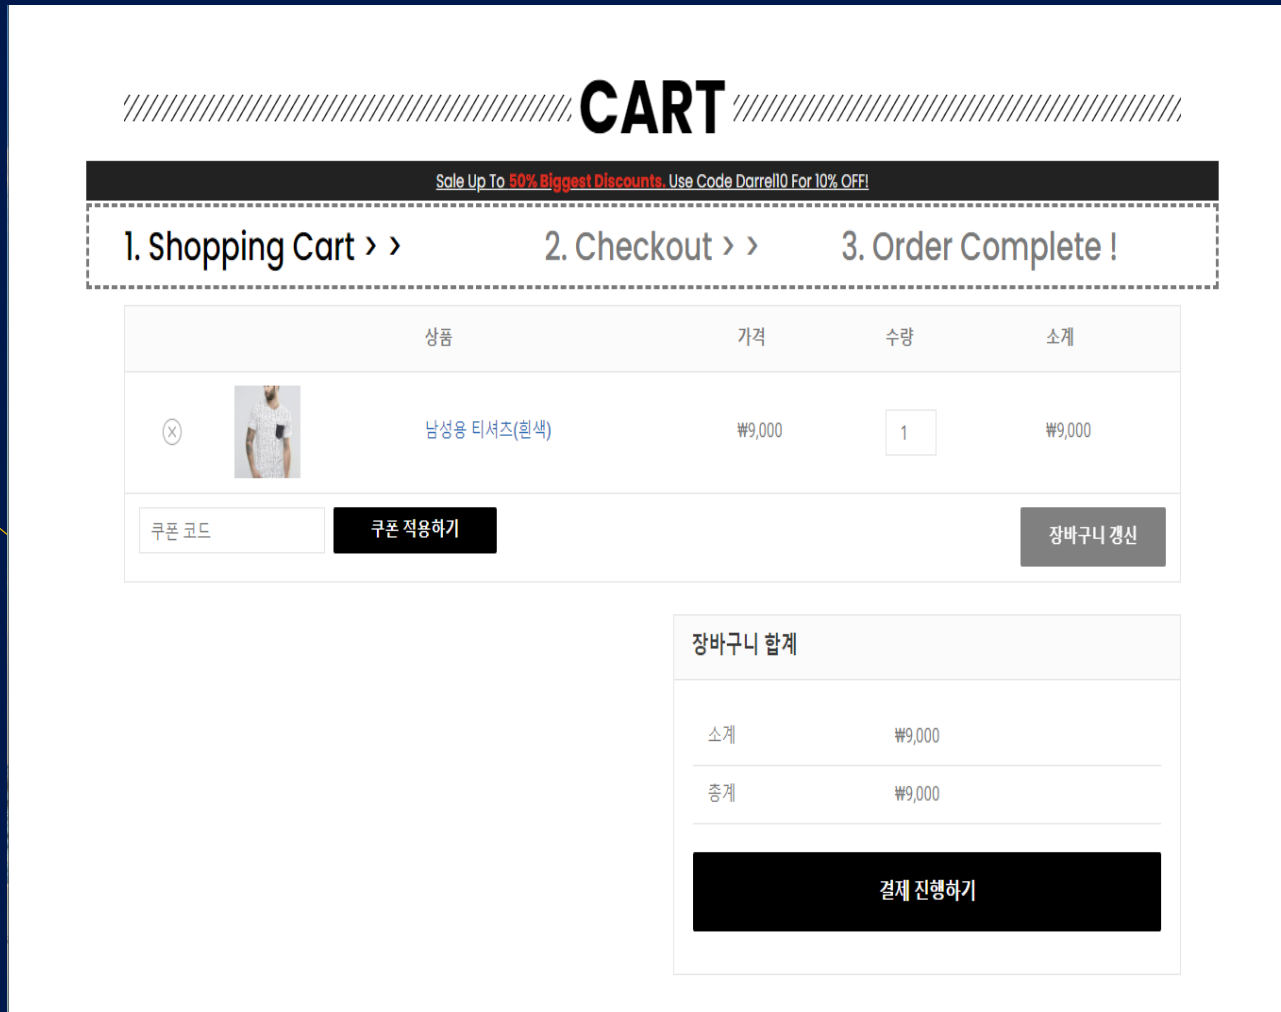 CART
Sale Up To 50% Biggest Discounts. Use Code Darrell10 For 10% OFF!
1. Shopping Cart > > 2. Checkout > > 3. Order Complete !
상품 가격 수량 소계
남성용 티셔츠(흰색) ₩9,000 1 ₩9,000
쿠폰 코드 쿠폰 적용하기 장바구니 갱신
장바구니 합계
소계 ₩9,000
총계 ₩9,000
결제 진행하기